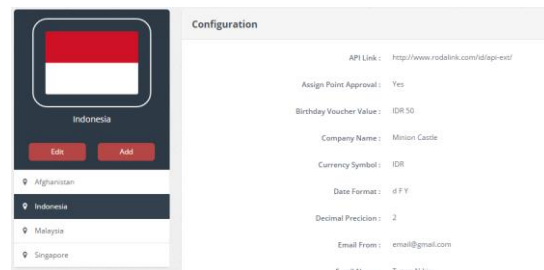 Indonesia
Edit
Add
Afghanistan
Indonesia
Malaysia
Singapore
Configuration
API Link : http://www.rodalink.com/id/api-ext/
Assign Point Approval : Yes
Birthday Voucher Value : IDR 50
Company Name : Minion Castle
Currency Symbol : IDR
Date Format : d F Y
Decimal Precicion : 2
Email From : email@gmail.com